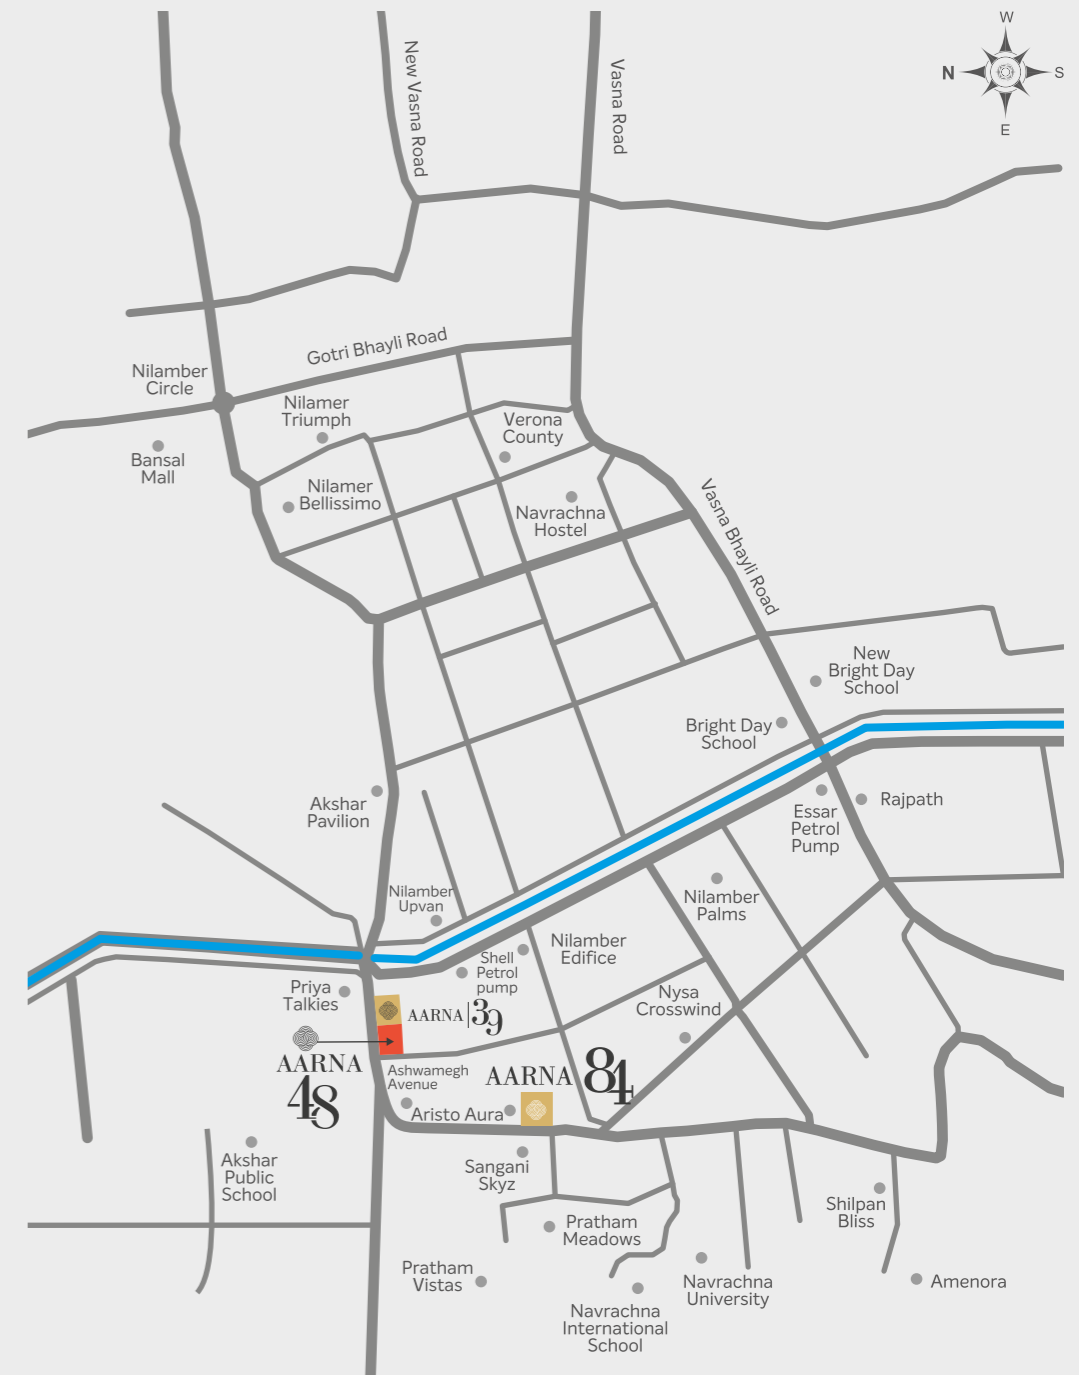 W
N
S
E
New Vasna Road
Vasna Road
Gotri Bhayli Road
Nilamber
Circle
Nilamer
Triumph
Verona
County
Bansal
Mall
Nilamer
Bellissimo
Navrachna
Hostel
Vasna Bhayli Road
New
Bright Day
School
Bright Day
School
Akshar
Pavilion
Essar
Petrol
Pump
Rajpath
Nilamber
Upvan
Nilamber
Palms
Nilamber
Edifice
Shell
Petrol
pump
Priya
Talkies
Nysa
Crosswind
AARNA|39
AARNA
48
Ashwamegh
Avenue
AARNA 84
Aristo Aura
Akshar
Public
School
Sangani
Skyz
Shilpan
Bliss
Pratham
Meadows
Pratham
Vistas
Navrachna
University
Amenora
Navrachna
International
School